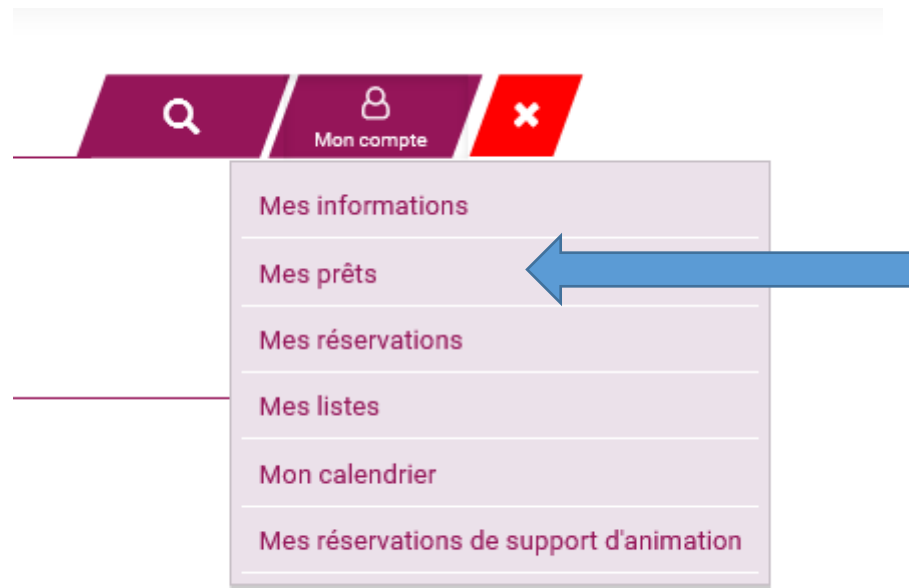 Mon compte
Mes informations
Mes prêts
Mes réservations
Mes listes
Mon calendrier
Mes réservations de support d'animation